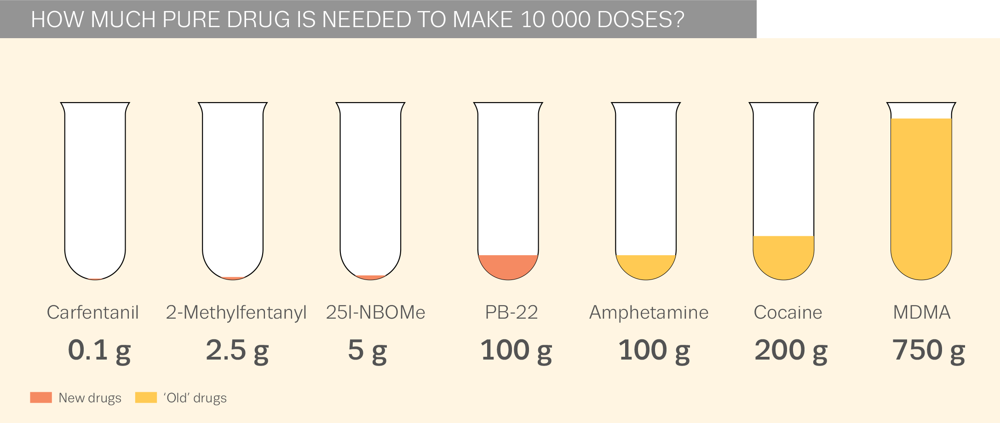 HOW MUCH PURE DRUG IS NEEDED TO MAKE 10 000 DOSES?
Carfentanil 2-Methylfentanyl 25I-NBOMe PB-22 Amphetamine Cocaine MDMA
0.1 g 2.5 g 5 g 100 g 100 g 200 g 750 g
New drugs ‘Old’ drugs